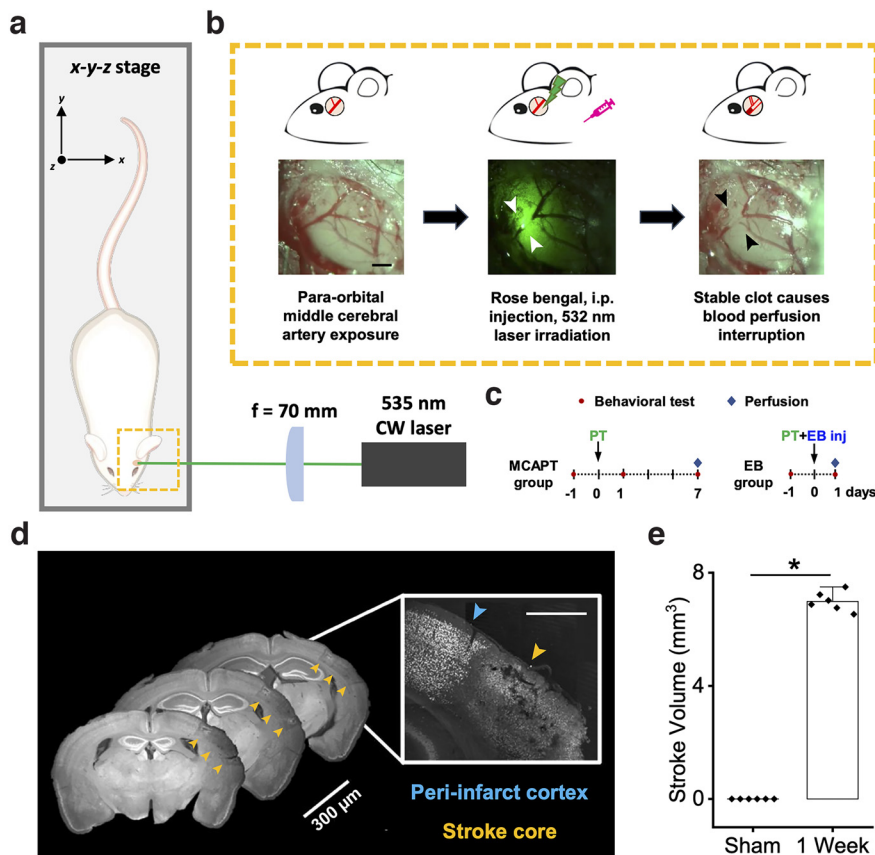 a
x-y-z stage
y
z
x
b
Para-orbital
middle cerebral
artery exposure
Rose bengal, i.p.
injection, 532 nm
laser irradiation
Stable clot causes
blood perfusion
interruption
f = 70 mm
535 nm
CW laser
c
Behavioral test
Perfusion
PT
MCAPT
group
-1 0 1 7
PT+EB inj
EB
group
-1 0 1 days
d
300 µm
Peri-infarct cortex
Stroke core
e
*
Stroke Volume (mm³)
8
4
0
Sham 1 Week